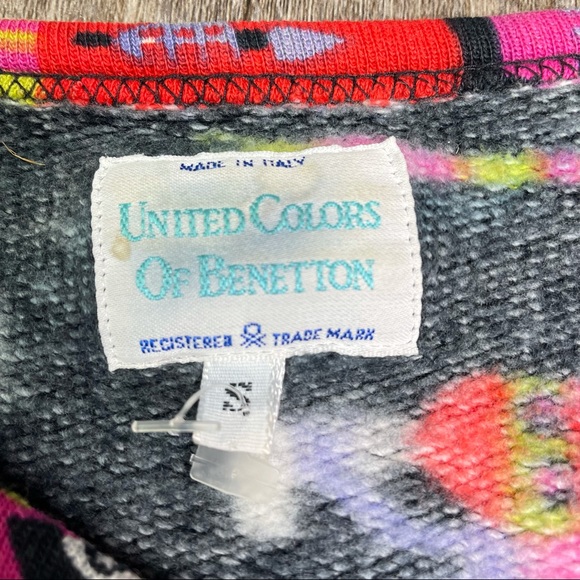 MADE IN ITALY
UNITED COLORS
OF BENETTON
REGISTERED TRADE MARK
S